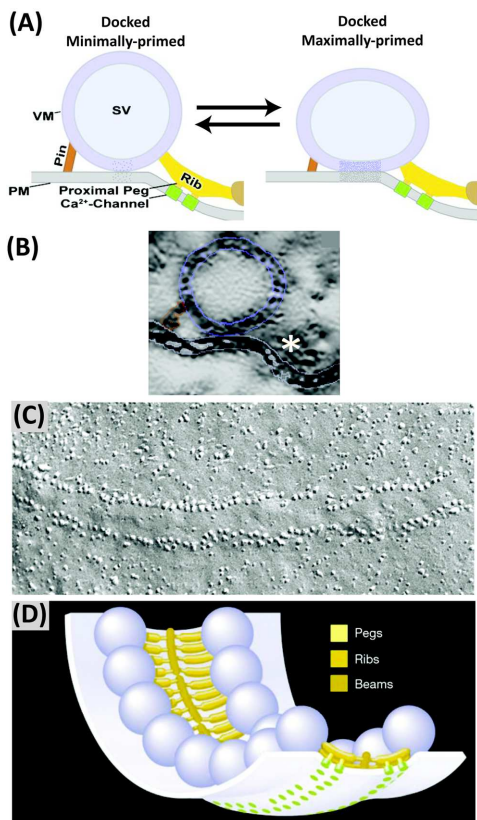 (A)
Docked
Minimally-primed
Docked
Maximally-primed
VM
SV
Pin
Rib
PM
Proximal Peg
Ca²⁺-Channel
(B)
*
(C)
(D)
Pegs
Ribs
Beams